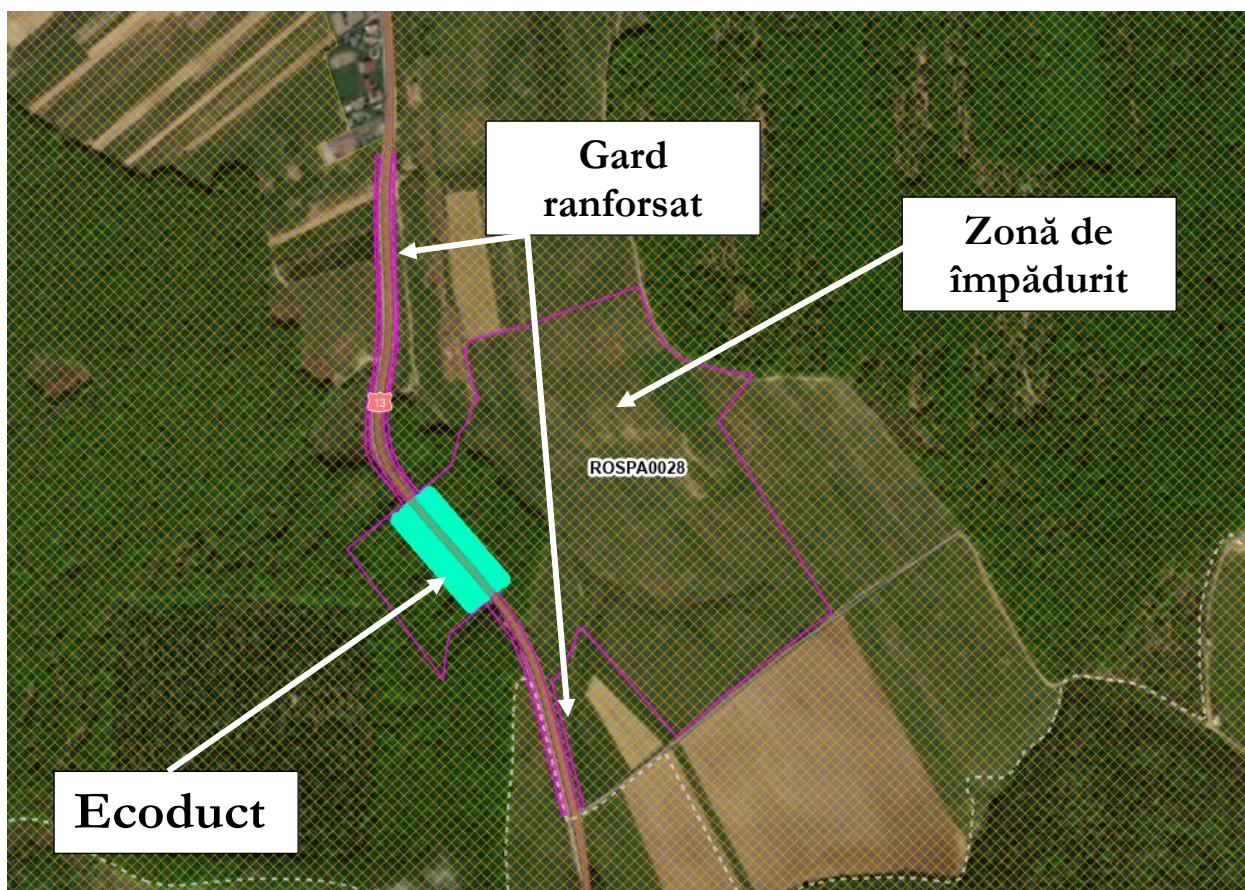 Gard
ranforsat
Zonă de
împădurit
13
ROSPA0028
Ecoduct